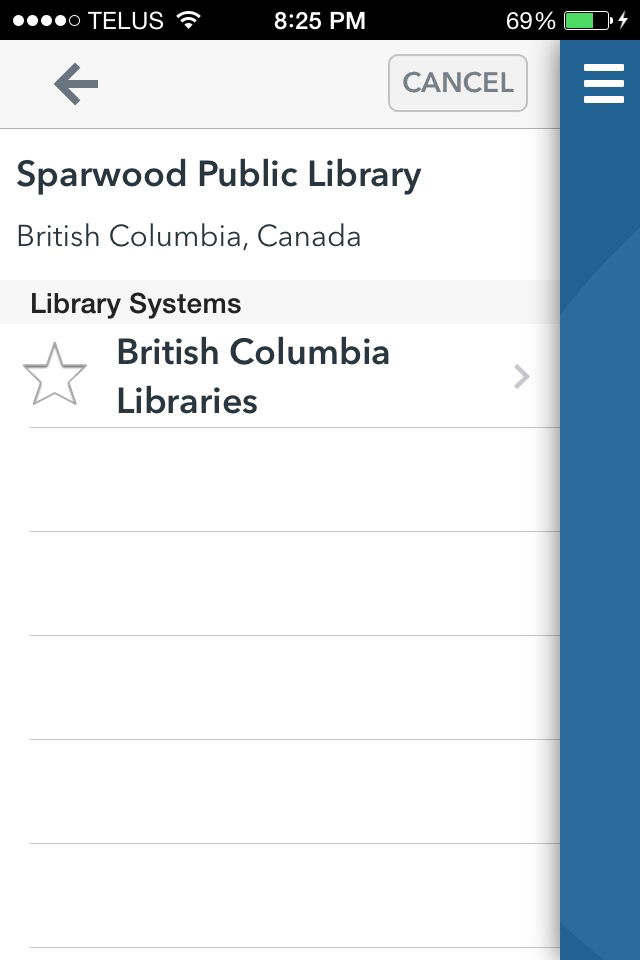 TELUS 8:25 PM 69%
CANCEL
Sparwood Public Library
British Columbia, Canada
Library Systems
British Columbia
Libraries